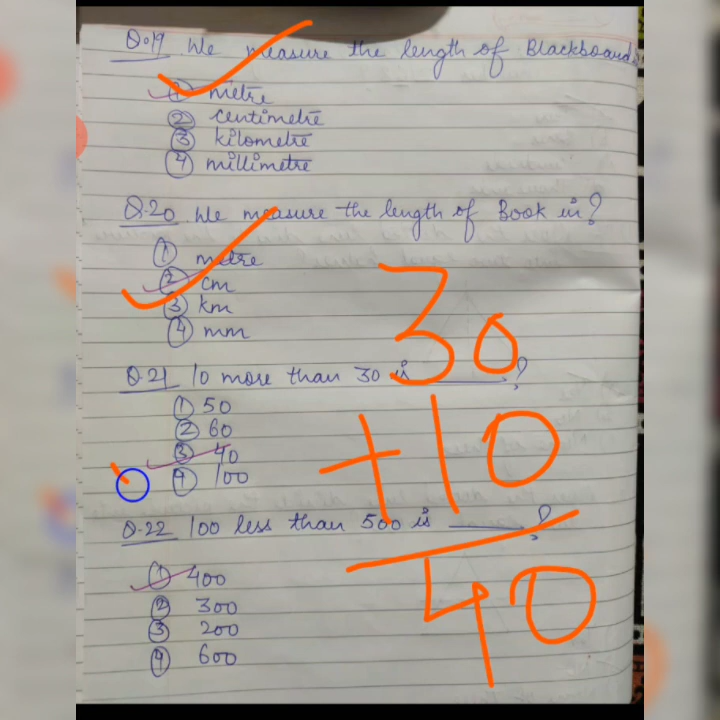 Q.19 We measure the length of Blackboard
① metre
② centimetre
③ kilometre
④ millimetre
Q.20 We measure the length of Book in?
① metre
② cm
③ km
④ mm
Q.21 10 more than 30 is ______?
① 50
② 60
③ 40
④ 100
30
+10
40
Q.22 100 less than 500 is ______?
① 400
② 300
③ 200
④ 600